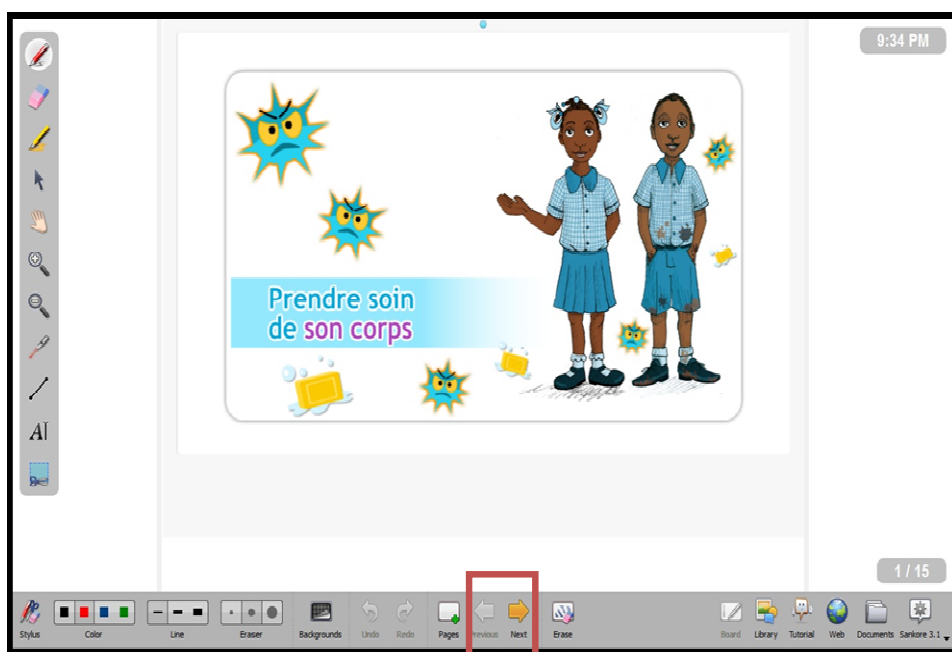 9:34 PM
Prendre soin
de son corps
AI
1 / 15
Stylus Color Line Eraser Backgrounds Undo Redo Pages Previous Next Erase Board Library Tutorial Web Documents Sankore 3.1